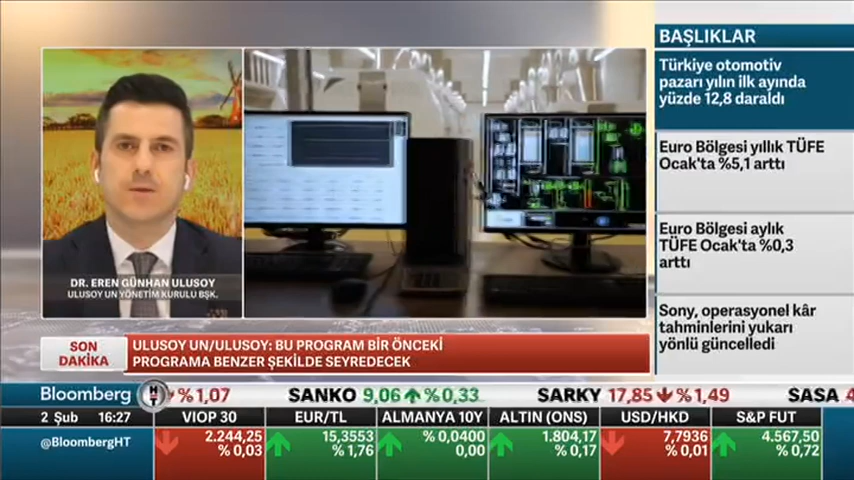 BAŞLIKLAR
Türkiye otomotiv
pazarı yılın ilk ayında
yüzde 12,8 daraldı
Euro Bölgesi yıllık TÜFE
Ocak'ta %5,1 arttı
Euro Bölgesi aylık
TÜFE Ocak'ta %0,3
arttı
Sony, operasyonel kâr
tahminlerini yukarı
yönlü güncelledi
DR. EREN GÜNHAN ULUSOY
ULUSOY UN YÖNETİM KURULU BŞK.
SON
DAKİKA
ULUSOY UN/ULUSOY: BU PROGRAM BİR ÖNCEKİ
PROGRAMA BENZER ŞEKİLDE SEYREDECEK
Bloomberg HT %1,07 SANKO 9,06 %0,33 SARKY 17,85 %1,49 SASA 4
2 Şub 16:27 VIOP 30 EUR/TL ALMANYA 10Y ALTIN (ONS) USD/HKD S&P FUT
@BloombergHT 2.244,25 15,3553 %0,0400 1.804,17 7,7936 4.567,50
%0,03 %1,76 0,00 %0,17 %0,01 %0,72